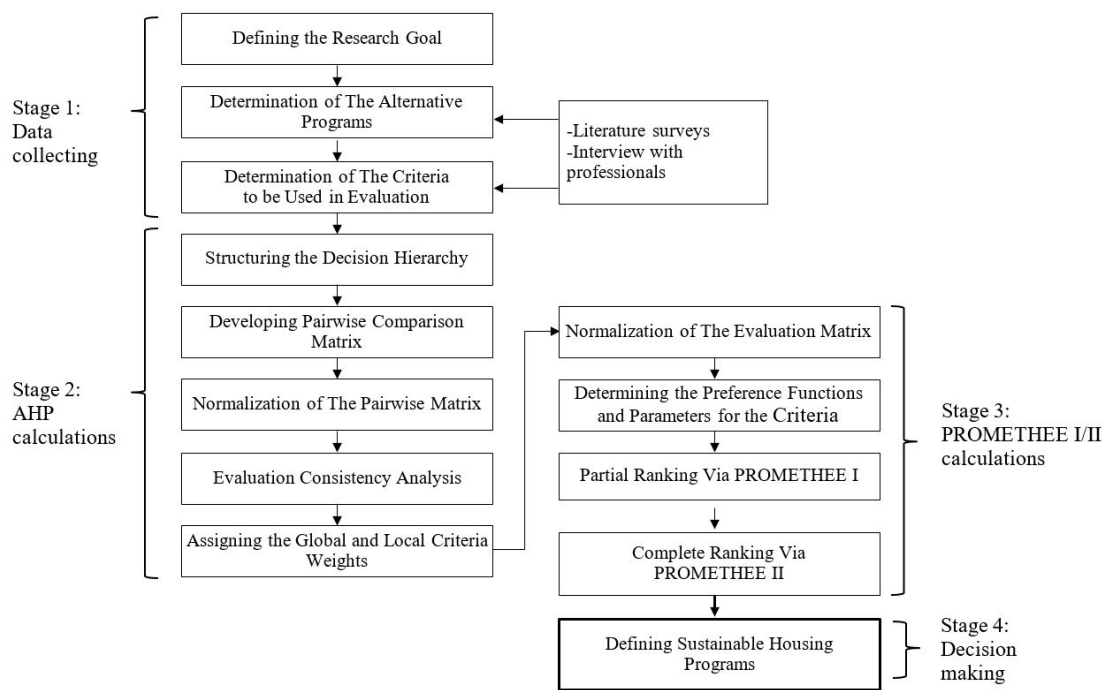 Stage 1:
Data
collecting
Defining the Research Goal
Determination of The Alternative
Programs
Determination of The Criteria
to be Used in Evaluation
-Literature surveys
-Interview with
professionals
Stage 2:
AHP
calculations
Structuring the Decision Hierarchy
Developing Pairwise Comparison
Matrix
Normalization of The Pairwise Matrix
Evaluation Consistency Analysis
Assigning the Global and Local Criteria
Weights
Normalization of The Evaluation Matrix
Determining the Preference Functions
and Parameters for the Criteria
Partial Ranking Via PROMETHEE I
Complete Ranking Via
PROMETHEE II
Stage 3:
PROMETHEE I/II
calculations
Defining Sustainable Housing
Programs
Stage 4:
Decision
making